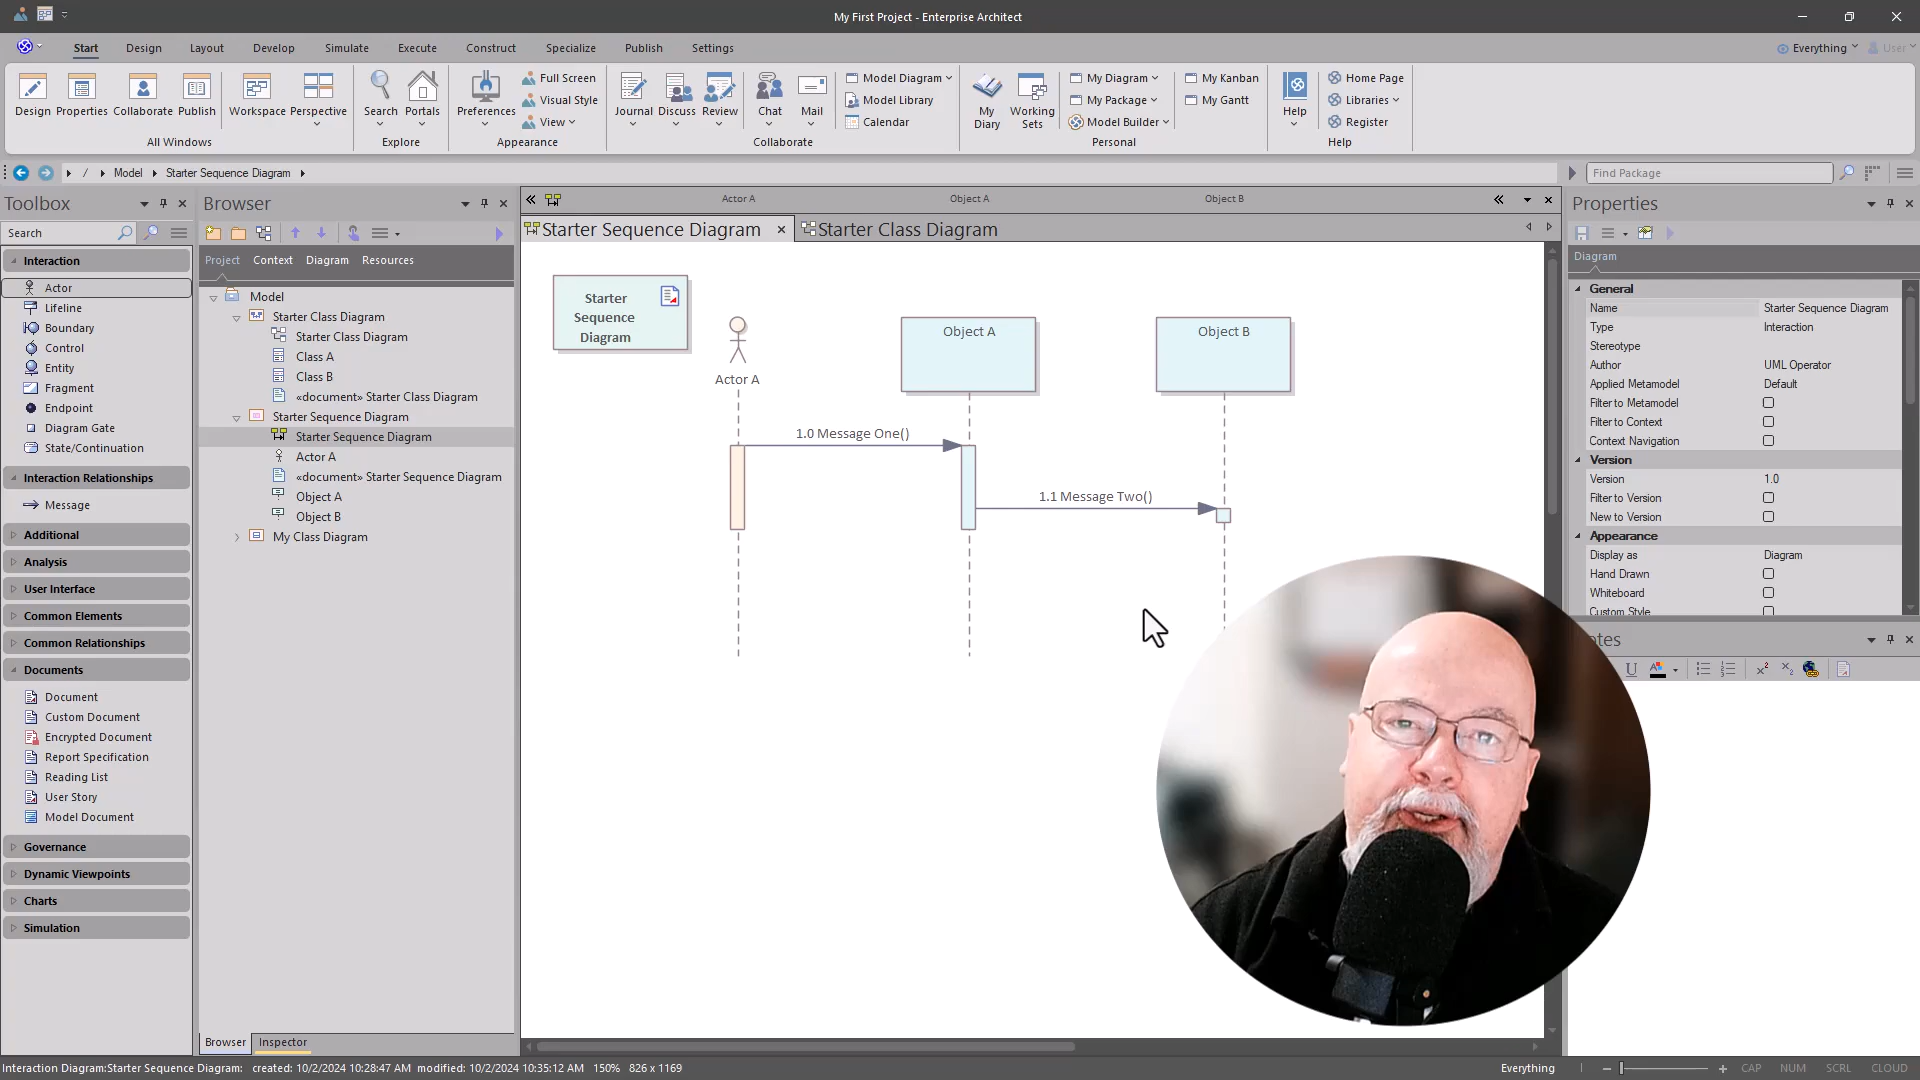 My First Project - Enterprise Architect
Start Design Layout Develop Simulate Execute Construct Specialize Publish Settings
Everything User
Design Properties Collaborate Publish Workspace Perspective
All Windows
Search Portals
Explore
Preferences
Full Screen
Visual Style
View
Appearance
Journal Discuss Review Chat Mail
Model Diagram
Model Library
Calendar
Collaborate
My Diary
Working Sets
My Diagram
My Package
Model Builder
My Kanban
My Gantt
Personal
Help
Home Page
Libraries
Register
Help
/ Model Starter Sequence Diagram
Find Package
Toolbox
Search
Interaction
Actor
Lifeline
Boundary
Control
Entity
Fragment
Endpoint
Diagram Gate
State/Continuation
Interaction Relationships
Message
Additional
Analysis
User Interface
Common Elements
Common Relationships
Documents
Document
Custom Document
Encrypted Document
Report Specification
Reading List
User Story
Model Document
Governance
Dynamic Viewpoints
Charts
Simulation
Browser
Project Context Diagram Resources
Model
Starter Class Diagram
Starter Class Diagram
Class A
Class B
«document» Starter Class Diagram
Starter Sequence Diagram
Starter Sequence Diagram
Actor A
«document» Starter Sequence Diagram
Object A
Object B
My Class Diagram
Browser Inspector
Actor A Object A Object B
Starter Sequence Diagram Starter Class Diagram
Starter
Sequence
Diagram
Actor A
Object A
Object B
1.0 Message One()
1.1 Message Two()
Properties
Diagram
General
Name Starter Sequence Diagram
Type Interaction
Stereotype
Author UML Operator
Applied Metamodel Default
Filter to Metamodel
Filter to Context
Context Navigation
Version
Version 1.0
Filter to Version
New to Version
Appearance
Display as Diagram
Hand Drawn
Whiteboard
Custom Style
otes
Interaction Diagram:Starter Sequence Diagram: created: 10/2/2024 10:28:47 AM modified: 10/2/2024 10:35:12 AM 150% 826 x 1169
Everything CAP NUM SCRL CLOUD